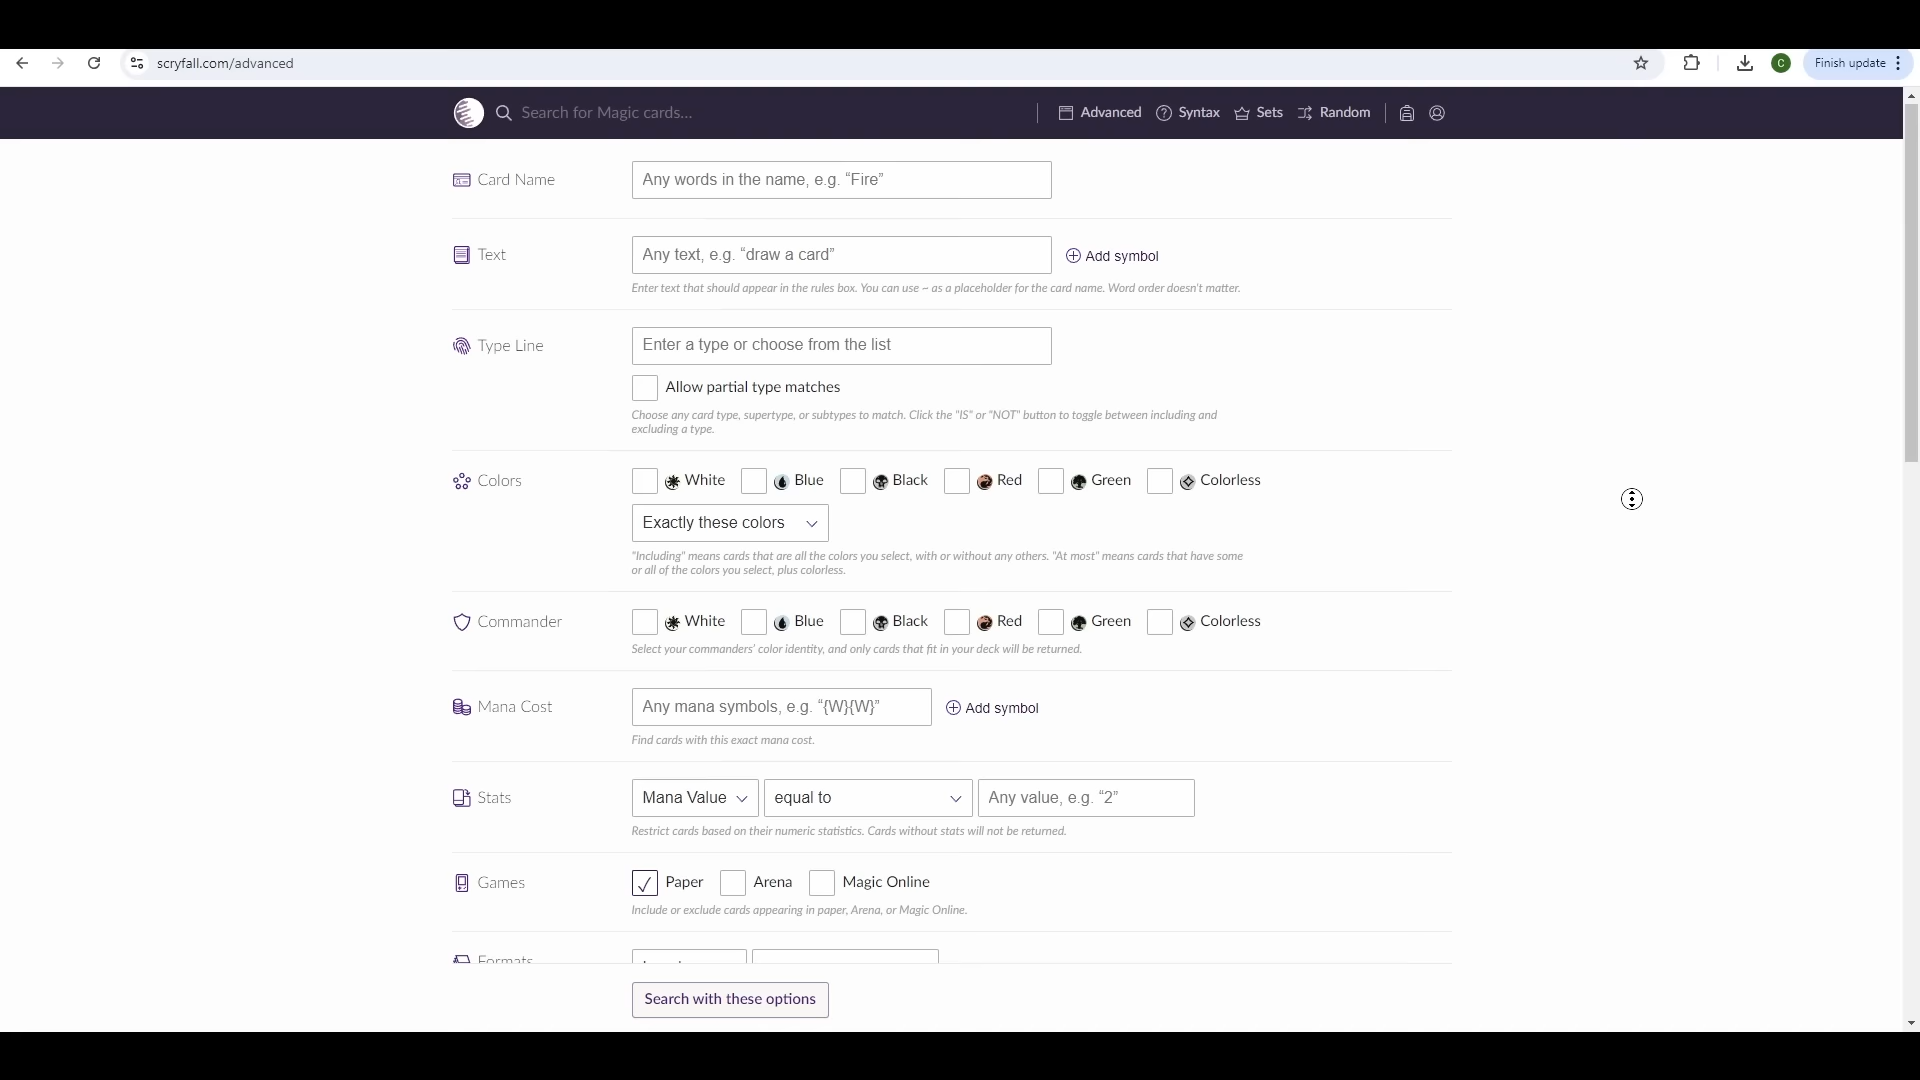 scryfall.com/advanced
C
Finish update
Search for Magic cards...
Advanced
Syntax
Sets
Random
Card Name
Any words in the name, e.g. “Fire”
Text
Any text, e.g. “draw a card”
Add symbol
Enter text that should appear in the rules box. You can use ~ as a placeholder for the card name. Word order doesn't matter.
Type Line
Enter a type or choose from the list
Allow partial type matches
Choose any card type, supertype, or subtypes to match. Click the "IS" or "NOT" button to toggle between including and
excluding a type.
Colors
White Blue Black Red Green Colorless
Exactly these colors
"Including" means cards that are all the colors you select, with or without any others. "At most" means cards that have some
or all of the colors you select, plus colorless.
Commander
White Blue Black Red Green Colorless
Select your commanders' color identity, and only cards that fit in your deck will be returned.
Mana Cost
Any mana symbols, e.g. “{W}{W}”
Add symbol
Find cards with this exact mana cost.
Stats
Mana Value
equal to
Any value, e.g. “2”
Restrict cards based on their numeric statistics. Cards without stats will not be returned.
Games
Paper Arena Magic Online
Include or exclude cards appearing in paper, Arena, or Magic Online.
Formats
Search with these options